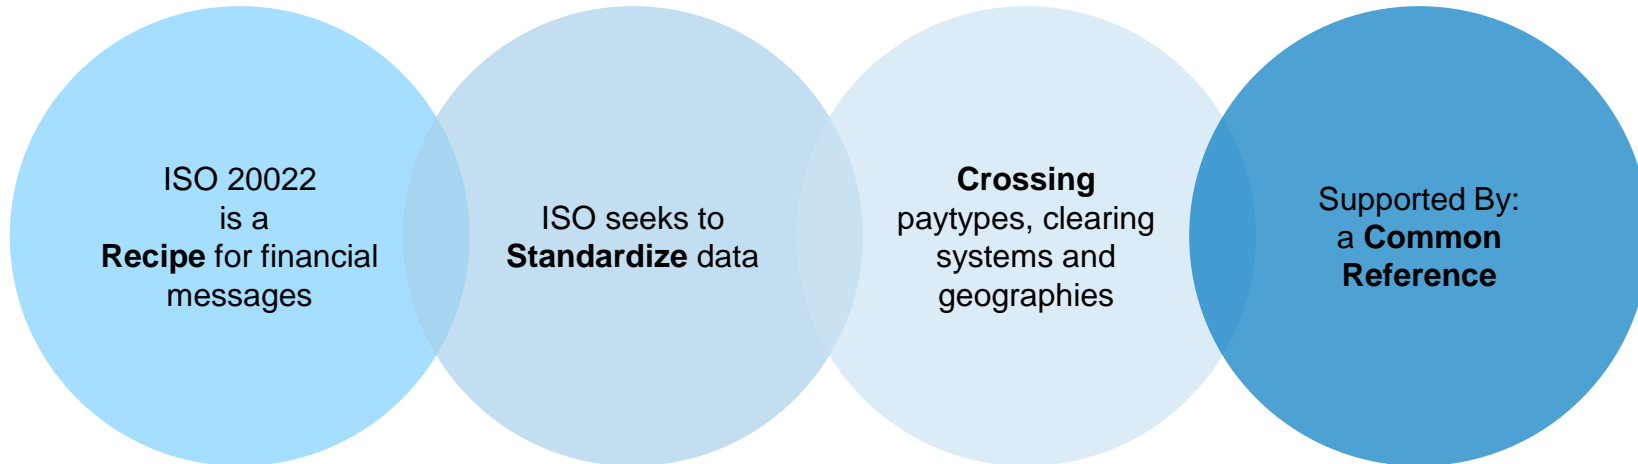 ISO 20022
is a
Recipe for financial
messages
ISO seeks to
Standardize data
Crossing
paytypes, clearing
systems and
geographies
Supported By:
a Common
Reference